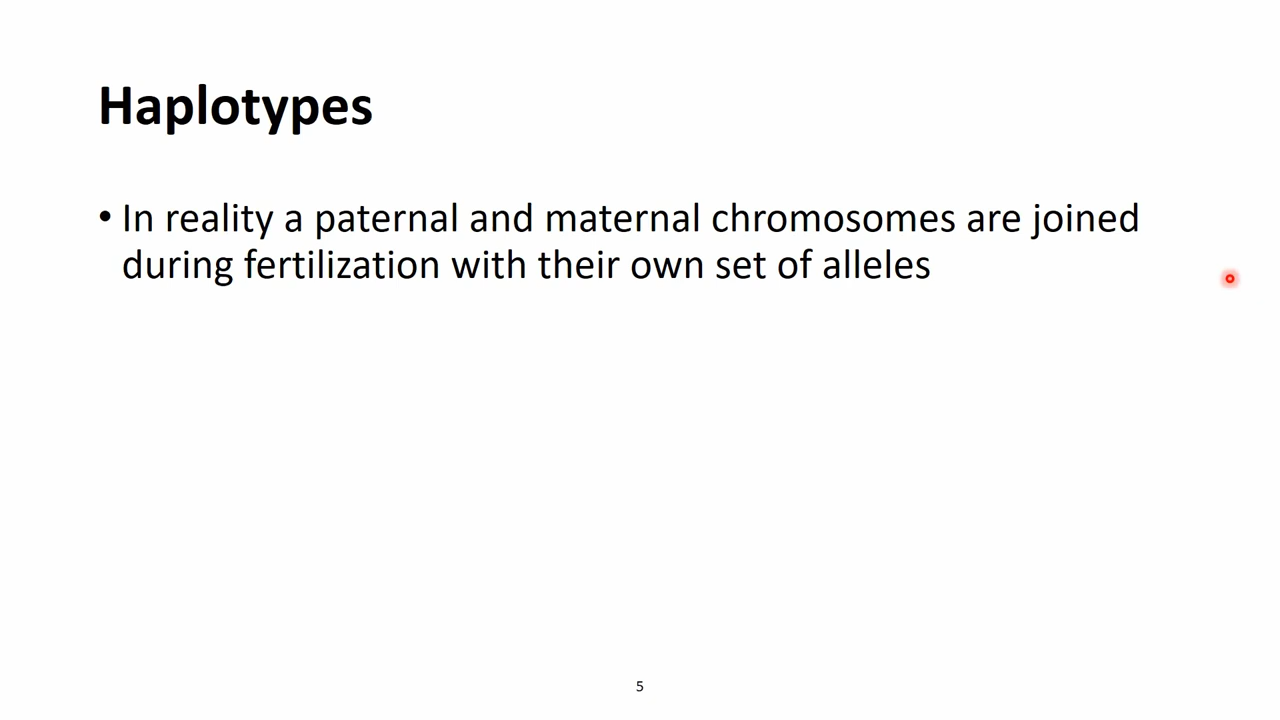 Haplotypes
• In reality a paternal and maternal chromosomes are joined
during fertilization with their own set of alleles
5